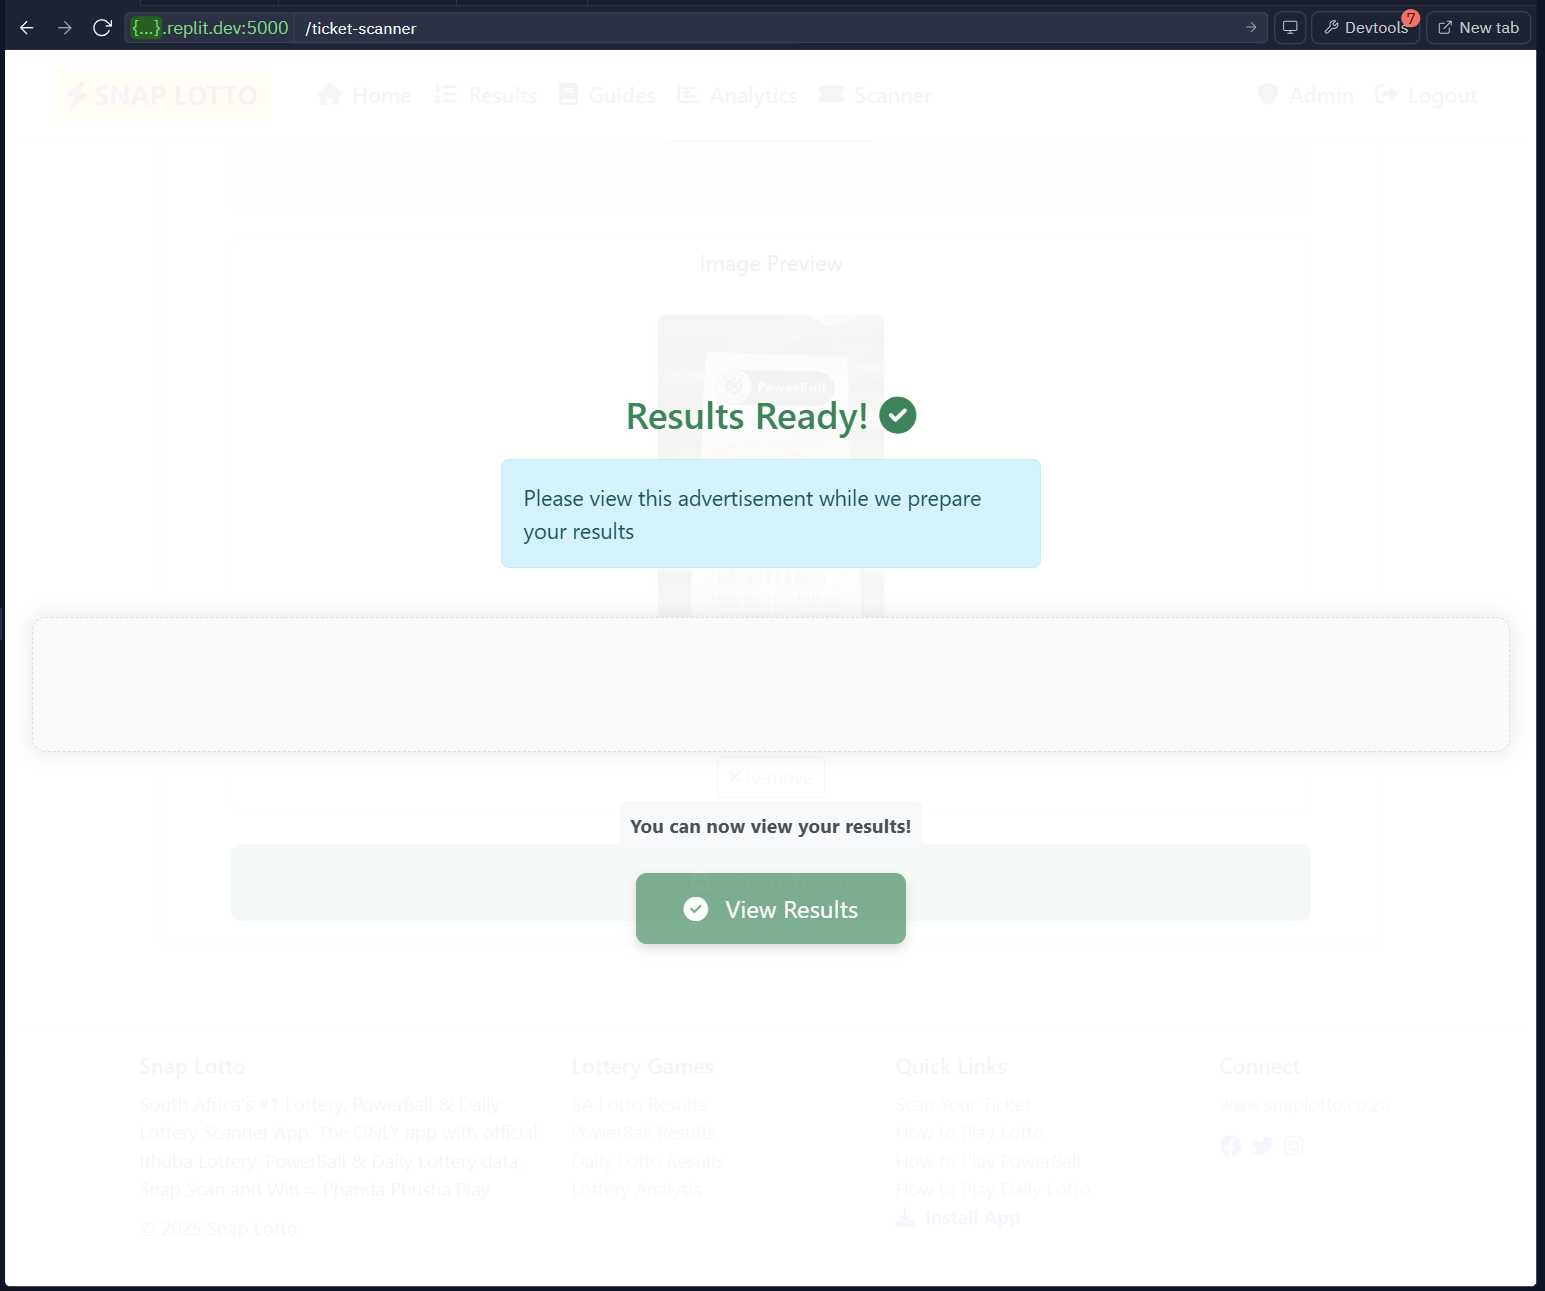 {...}.replit.dev:5000 /ticket-scanner
Devtools 7
New tab
SNAP LOTTO
Home
Results
Guides
Analytics
Scanner
Admin
Logout
Image Preview
PowerBall
Results Ready!
Please view this advertisement while we prepare
your results
Remove
You can now view your results!
Scan Ticket
View Results
Snap Lotto
South Africa's #1 Lottery, PowerBall & Daily
Lottery Scanner App. The ONLY app with official
Ithuba Lottery, PowerBall & Daily Lottery data,
Snap Scan and Win = Phanda Phusha Play
© 2025 Snap Lotto
Lottery Games
SA Lotto Results
PowerBall Results
Daily Lotto Results
Lottery Analysis
Quick Links
Scan Your Ticket
How to Play Lotto
How to Play PowerBall
How to Play Daily Lotto
Install App
Connect
www.snaplotto.co.za